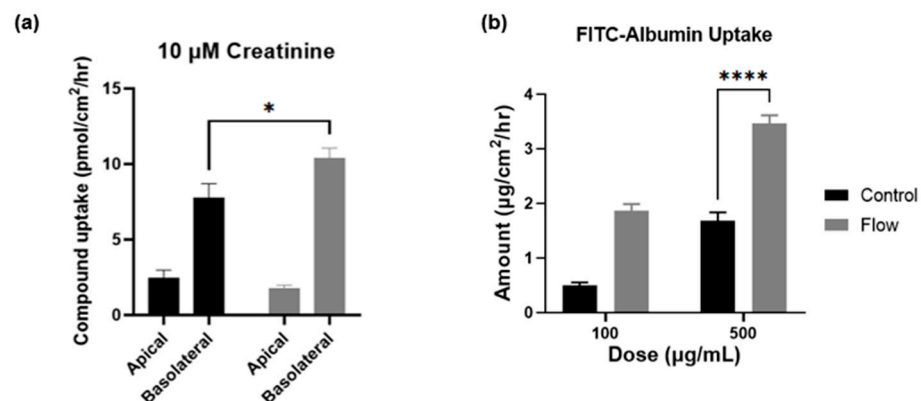 (a)
10 µM Creatinine
Compound uptake (pmol/cm²/hr)
15
10
5
0
*
Apical
Basolateral
Apical
Basolateral
(b)
FITC-Albumin Uptake
Amount (µg/cm²/hr)
4
3
2
1
0
****
100
500
Dose (µg/mL)
Control
Flow